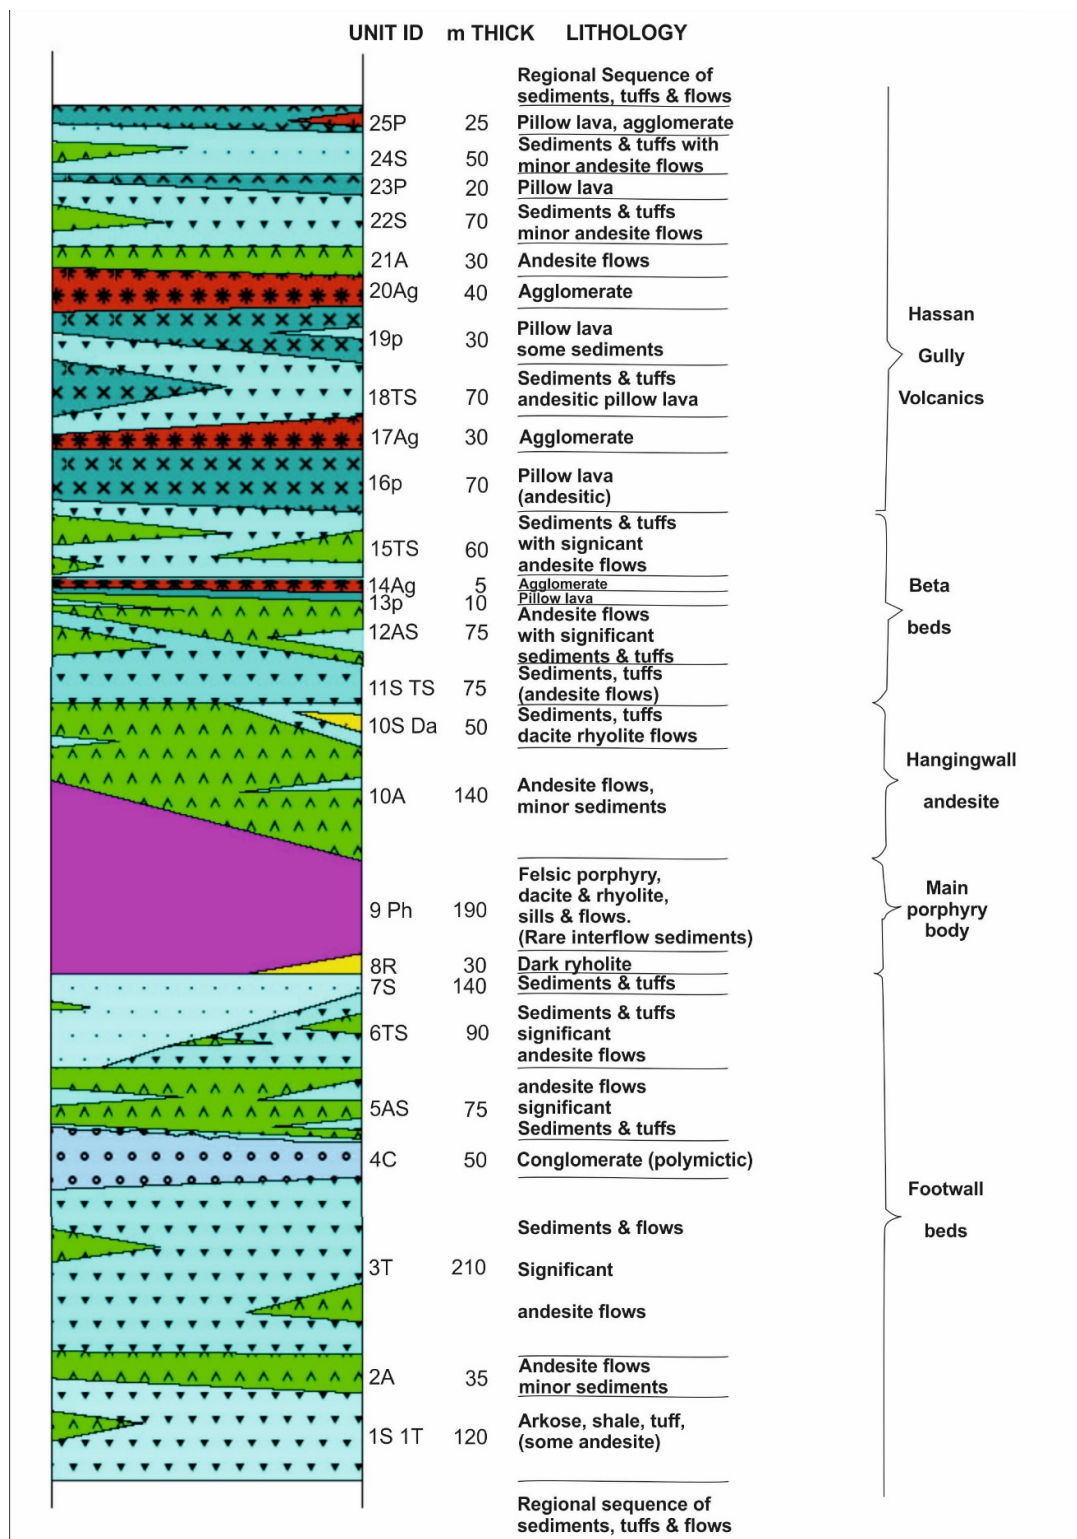 UNIT ID m THICK LITHOLOGY
Regional Sequence of
sediments, tuffs & flows
25P 25 Pillow lava, agglomerate
24S 50 Sediments & tuffs with
minor andesite flows
23P 20 Pillow lava
22S 70 Sediments & tuffs
minor andesite flows
21A 30 Andesite flows
20Ag 40 Agglomerate
19p 30 Pillow lava
some sediments
18TS 70 Sediments & tuffs
andesitic pillow lava
17Ag 30 Agglomerate
16p 70 Pillow lava
(andesitic)
Hassan
Gully
Volcanics
15TS 60 Sediments & tuffs
with signicant
andesite flows
14Ag 5 Agglomerate
13p 10 Pillow lava
12AS 75 Andesite flows
with significant
sediments & tuffs
11S TS 75 Sediments, tuffs
(andesite flows)
Beta
beds
10S Da 50 Sediments, tuffs
dacite rhyolite flows
10A 140 Andesite flows,
minor sediments
Hangingwall
andesite
9 Ph 190 Felsic porphyry,
dacite & rhyolite,
sills & flows.
(Rare interflow sediments)
8R 30 Dark ryholite
Main
porphyry
body
7S 140 Sediments & tuffs
6TS 90 Sediments & tuffs
significant
andesite flows
5AS 75 andesite flows
significant
Sediments & tuffs
4C 50 Conglomerate (polymictic)
3T 210 Sediments & flows
Significant
andesite flows
2A 35 Andesite flows
minor sediments
1S 1T 120 Arkose, shale, tuff,
(some andesite)
Footwall
beds
Regional sequence of
sediments, tuffs & flows